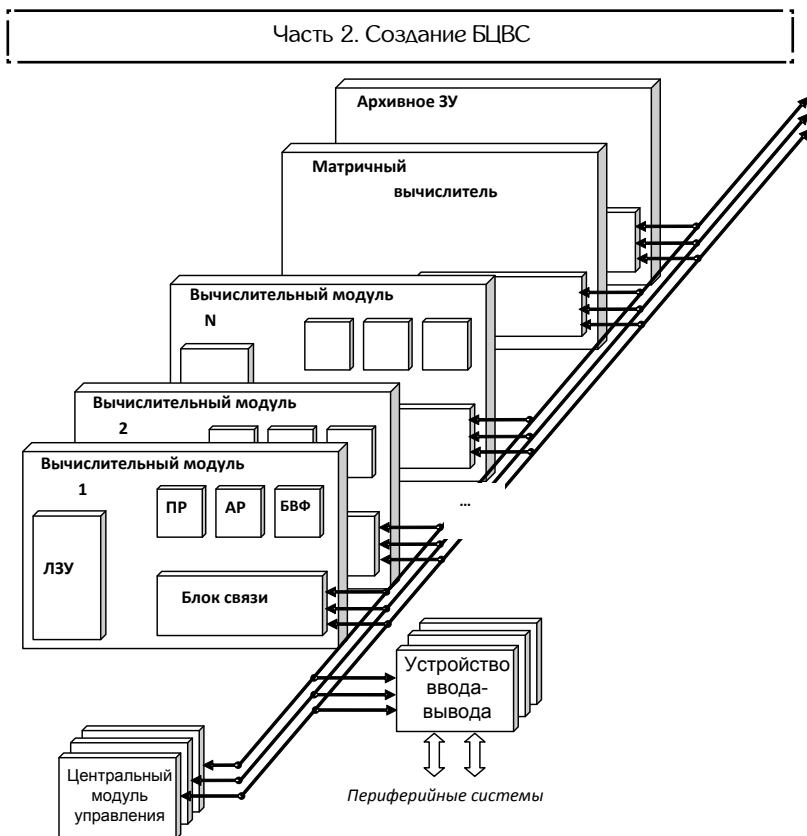 Часть 2. Создание БЦВС
Архивное ЗУ
Матричный
вычислитель
Вычислительный модуль
N
Вычислительный модуль
2
Вычислительный модуль
1
ПР
АР
БВФ
...
ЛЗУ
Блок связи
Устройство
ввода-
вывода
Центральный
модуль
управления
Периферийные системы